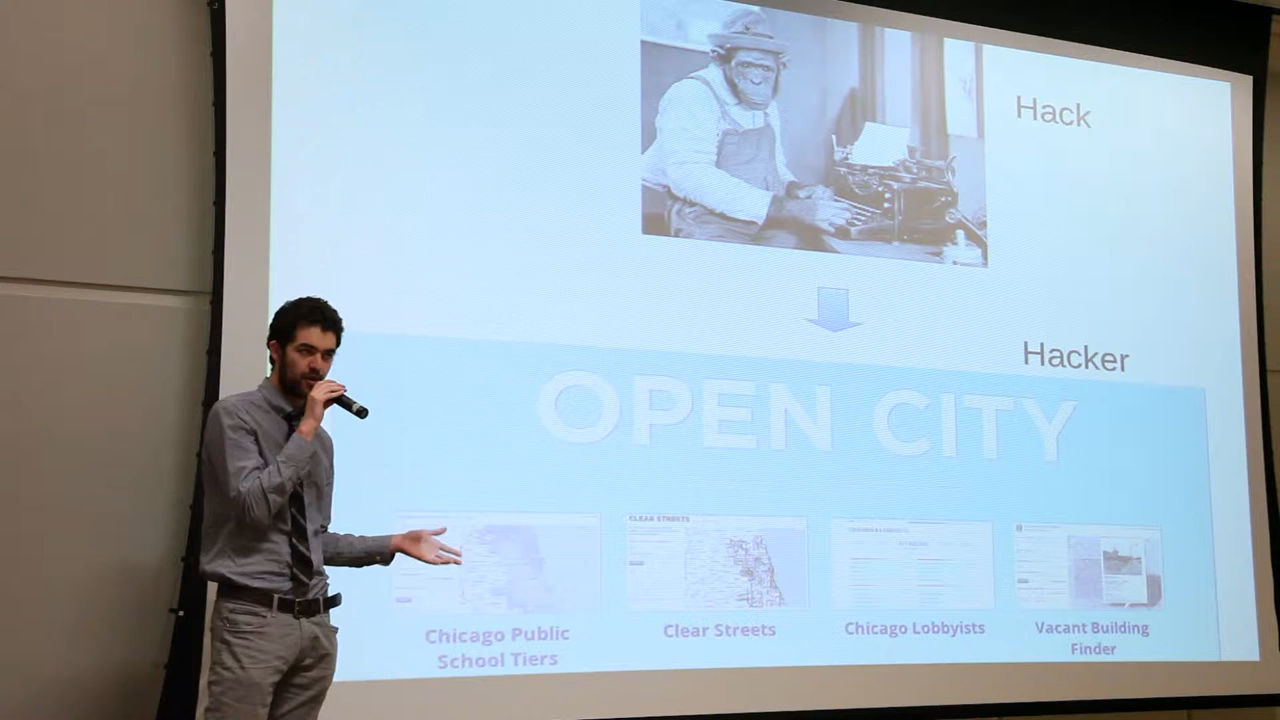 Hack
Hacker
OPEN CITY
CLEAR STREETS
Chicago Public
School Tiers
Clear Streets
Chicago Lobbyists
Vacant Building
Finder